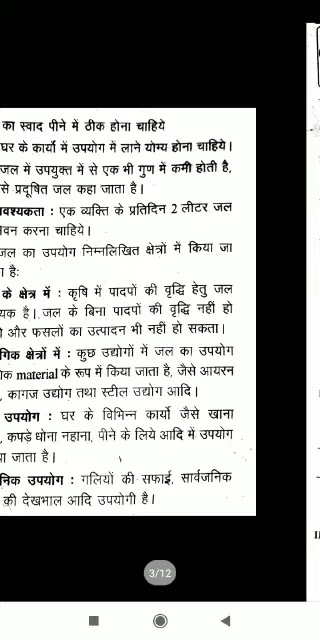 का स्वाद पीने में ठीक होना चाहिये
घर के कार्यो में उपयोग में लाने योग्य होना चाहिये।
जल में उपयुक्त में से एक भी गुण में कमी होती है,
से प्रदूषित जल कहा जाता है।
वश्यकता : एक व्यक्ति के प्रतिदिन 2 लीटर जल
वन करना चाहिये।
जल का उपयोग निम्नलिखित क्षेत्रों में किया जा
है:
के क्षेत्र में : कृषि में पादपों की वृद्धि हेतु जल
यक है। जल के बिना पादपों की वृद्धि नहीं हो
और फसलों का उत्पादन भी नहीं हो सकता।
गिक क्षेत्रों में : कुछ उद्योगों में जल का उपयोग
क material के रूप में किया जाता है, जैसे आयरन
, कागज उद्योग तथा स्टील उद्योग आदि।
उपयोग : घर के विभिन्न कार्यो जैसे खाना
, कपड़े धोना नहाना, पीने के लिये आदि में उपयोग
जाता है।
निक उपयोग : गलियों की सफाई, सार्वजनिक
की देखभाल आदि उपयोगी है।
3/12